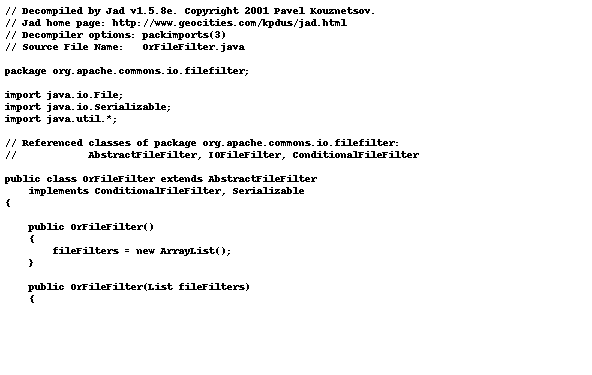 // Decompiled by Jad v1.5.8e. Copyright 2001 Pavel Kouznetsov.
// Jad home page: http://www.geocities.com/kpdus/jad.html
// Decompiler options: packimports(3)
// Source File Name:   OrFileFilter.java

package org.apache.commons.io.filefilter;

import java.io.File;
import java.io.Serializable;
import java.util.*;

// Referenced classes of package org.apache.commons.io.filefilter:
//            AbstractFileFilter, IOFileFilter, ConditionalFileFilter

public class OrFileFilter extends AbstractFileFilter
    implements ConditionalFileFilter, Serializable
{

    public OrFileFilter()
    {
        fileFilters = new ArrayList();
    }

    public OrFileFilter(List fileFilters)
    {